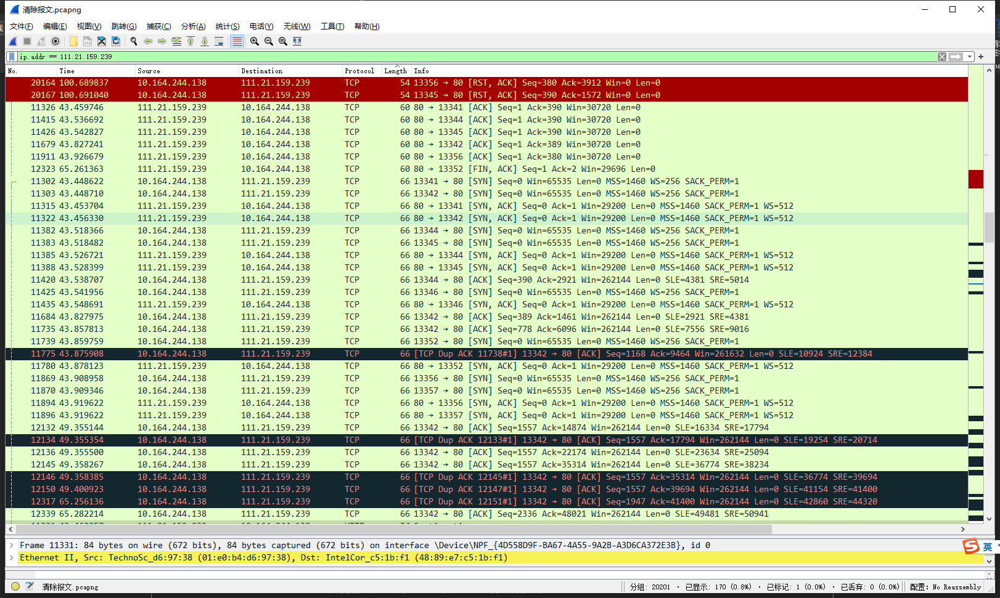 清除报文.pcapng
文件(F) 编辑(E) 视图(V) 跳转(G) 捕获(C) 分析(A) 统计(S) 电话(Y) 无线(W) 工具(T) 帮助(H)
ip.addr == 111.21.159.239
No. Time Source Destination Protocol Length Info
20164 100.689837 10.164.244.138 111.21.159.239 TCP 54 13356 → 80 [RST, ACK] Seq=380 Ack=3912 Win=0 Len=0
20167 100.691040 10.164.244.138 111.21.159.239 TCP 54 13345 → 80 [RST, ACK] Seq=390 Ack=1572 Win=0 Len=0
11326 43.459746 111.21.159.239 10.164.244.138 TCP 60 80 → 13341 [ACK] Seq=1 Ack=390 Win=30720 Len=0
11415 43.536692 111.21.159.239 10.164.244.138 TCP 60 80 → 13344 [ACK] Seq=1 Ack=390 Win=30720 Len=0
11426 43.542827 111.21.159.239 10.164.244.138 TCP 60 80 → 13345 [ACK] Seq=1 Ack=390 Win=30720 Len=0
11679 43.827241 111.21.159.239 10.164.244.138 TCP 60 80 → 13342 [ACK] Seq=1 Ack=389 Win=30720 Len=0
11911 43.926679 111.21.159.239 10.164.244.138 TCP 60 80 → 13356 [ACK] Seq=1 Ack=380 Win=30720 Len=0
12323 65.261363 111.21.159.239 10.164.244.138 TCP 60 80 → 13352 [FIN, ACK] Seq=1 Ack=2 Win=29696 Len=0
11302 43.448622 10.164.244.138 111.21.159.239 TCP 66 13341 → 80 [SYN] Seq=0 Win=65535 Len=0 MSS=1460 WS=256 SACK_PERM=1
11303 43.448710 10.164.244.138 111.21.159.239 TCP 66 13342 → 80 [SYN] Seq=0 Win=65535 Len=0 MSS=1460 WS=256 SACK_PERM=1
11315 43.453704 111.21.159.239 10.164.244.138 TCP 66 80 → 13341 [SYN, ACK] Seq=0 Ack=1 Win=29200 Len=0 MSS=1460 SACK_PERM=1 WS=512
11322 43.456330 111.21.159.239 10.164.244.138 TCP 66 80 → 13342 [SYN, ACK] Seq=0 Ack=1 Win=29200 Len=0 MSS=1460 SACK_PERM=1 WS=512
11382 43.518366 10.164.244.138 111.21.159.239 TCP 66 13344 → 80 [SYN] Seq=0 Win=65535 Len=0 MSS=1460 WS=256 SACK_PERM=1
11383 43.518482 10.164.244.138 111.21.159.239 TCP 66 13345 → 80 [SYN] Seq=0 Win=65535 Len=0 MSS=1460 WS=256 SACK_PERM=1
11385 43.526721 111.21.159.239 10.164.244.138 TCP 66 80 → 13344 [SYN, ACK] Seq=0 Ack=1 Win=29200 Len=0 MSS=1460 SACK_PERM=1 WS=512
11388 43.528399 111.21.159.239 10.164.244.138 TCP 66 80 → 13345 [SYN, ACK] Seq=0 Ack=1 Win=29200 Len=0 MSS=1460 SACK_PERM=1 WS=512
11420 43.538707 10.164.244.138 111.21.159.239 TCP 66 13344 → 80 [ACK] Seq=390 Ack=2921 Win=262144 Len=0 SLE=4381 SRE=5014
11425 43.541956 10.164.244.138 111.21.159.239 TCP 66 13346 → 80 [SYN] Seq=0 Win=65535 Len=0 MSS=1460 WS=256 SACK_PERM=1
11435 43.548691 111.21.159.239 10.164.244.138 TCP 66 80 → 13346 [SYN, ACK] Seq=0 Ack=1 Win=29200 Len=0 MSS=1460 SACK_PERM=1 WS=512
11684 43.827975 10.164.244.138 111.21.159.239 TCP 66 13342 → 80 [ACK] Seq=389 Ack=1461 Win=262144 Len=0 SLE=2921 SRE=4381
11735 43.857813 10.164.244.138 111.21.159.239 TCP 66 13342 → 80 [ACK] Seq=778 Ack=6096 Win=262144 Len=0 SLE=7556 SRE=9016
11739 43.859759 10.164.244.138 111.21.159.239 TCP 66 13352 → 80 [SYN] Seq=0 Win=65535 Len=0 MSS=1460 WS=256 SACK_PERM=1
11775 43.875908 10.164.244.138 111.21.159.239 TCP 66 [TCP Dup ACK 11738#1] 13342 → 80 [ACK] Seq=1168 Ack=9464 Win=261632 Len=0 SLE=10924 SRE=12384
11780 43.878123 111.21.159.239 10.164.244.138 TCP 66 80 → 13352 [SYN, ACK] Seq=0 Ack=1 Win=29200 Len=0 MSS=1460 SACK_PERM=1 WS=512
11869 43.908958 10.164.244.138 111.21.159.239 TCP 66 13356 → 80 [SYN] Seq=0 Win=65535 Len=0 MSS=1460 WS=256 SACK_PERM=1
11870 43.909346 10.164.244.138 111.21.159.239 TCP 66 13357 → 80 [SYN] Seq=0 Win=65535 Len=0 MSS=1460 WS=256 SACK_PERM=1
11894 43.919622 111.21.159.239 10.164.244.138 TCP 66 80 → 13356 [SYN, ACK] Seq=0 Ack=1 Win=29200 Len=0 MSS=1460 SACK_PERM=1 WS=512
11896 43.919622 111.21.159.239 10.164.244.138 TCP 66 80 → 13357 [SYN, ACK] Seq=0 Ack=1 Win=29200 Len=0 MSS=1460 SACK_PERM=1 WS=512
12132 49.355144 10.164.244.138 111.21.159.239 TCP 66 13342 → 80 [ACK] Seq=1557 Ack=14874 Win=262144 Len=0 SLE=16334 SRE=17794
12134 49.355354 10.164.244.138 111.21.159.239 TCP 66 [TCP Dup ACK 12133#1] 13342 → 80 [ACK] Seq=1557 Ack=17794 Win=262144 Len=0 SLE=19254 SRE=20714
12136 49.355500 10.164.244.138 111.21.159.239 TCP 66 13342 → 80 [ACK] Seq=1557 Ack=22174 Win=262144 Len=0 SLE=23634 SRE=25094
12145 49.358267 10.164.244.138 111.21.159.239 TCP 66 13342 → 80 [ACK] Seq=1557 Ack=35314 Win=262144 Len=0 SLE=36774 SRE=38234
12146 49.358385 10.164.244.138 111.21.159.239 TCP 66 [TCP Dup ACK 12145#1] 13342 → 80 [ACK] Seq=1557 Ack=35314 Win=262144 Len=0 SLE=36774 SRE=39694
12150 49.400923 10.164.244.138 111.21.159.239 TCP 66 [TCP Dup ACK 12147#1] 13342 → 80 [ACK] Seq=1557 Ack=39694 Win=262144 Len=0 SLE=41154 SRE=41400
12317 65.256136 10.164.244.138 111.21.159.239 TCP 66 [TCP Dup ACK 12151#1] 13342 → 80 [ACK] Seq=1947 Ack=41400 Win=262144 Len=0 SLE=42860 SRE=44320
12339 65.282214 10.164.244.138 111.21.159.239 TCP 66 13342 → 80 [ACK] Seq=2336 Ack=48021 Win=262144 Len=0 SLE=49481 SRE=50941
Frame 11331: 84 bytes on wire (672 bits), 84 bytes captured (672 bits) on interface \Device\NPF_{4D558D9F-BA67-4A55-9A2B-A3D6CA372E3B}, id 0
英
Ethernet II, Src: TechnoSc_d6:97:38 (01:e0:b4:d6:97:38), Dst: IntelCor_c5:1b:f1 (48:89:e7:c5:1b:f1)
清除报文.pcapng 分组: 20201 · 已显示: 170 (0.8%) · 已标记: 1 (0.0%) · 已丢弃: 0 (0.0%) 配置: No Reassembly